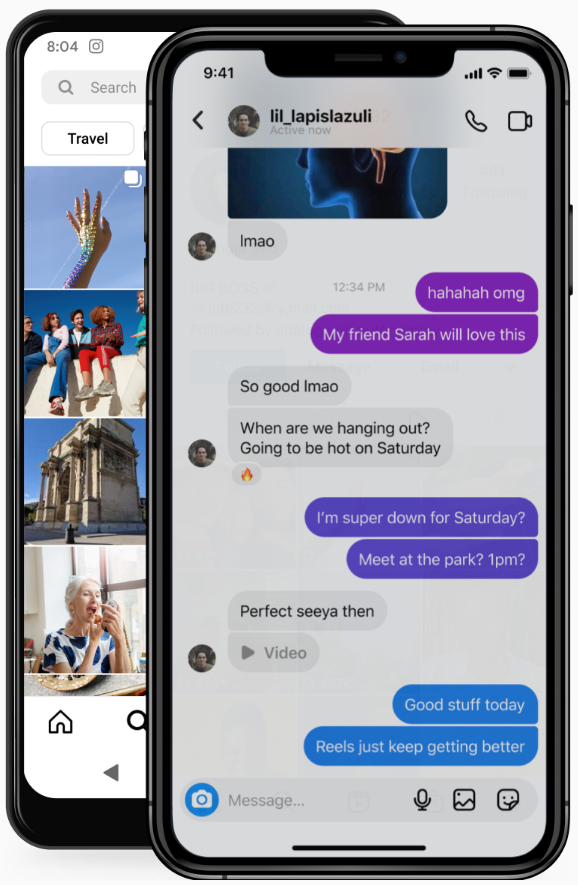 8:04
Search
Travel
9:41
lil_lapislazuli
Active now
lmao
12:34 PM
hahahah omg
My friend Sarah will love this
So good lmao
When are we hanging out?
Going to be hot on Saturday
I'm super down for Saturday?
Meet at the park? 1pm?
Perfect seeya then
Video
Good stuff today
Reels just keep getting better
Message...